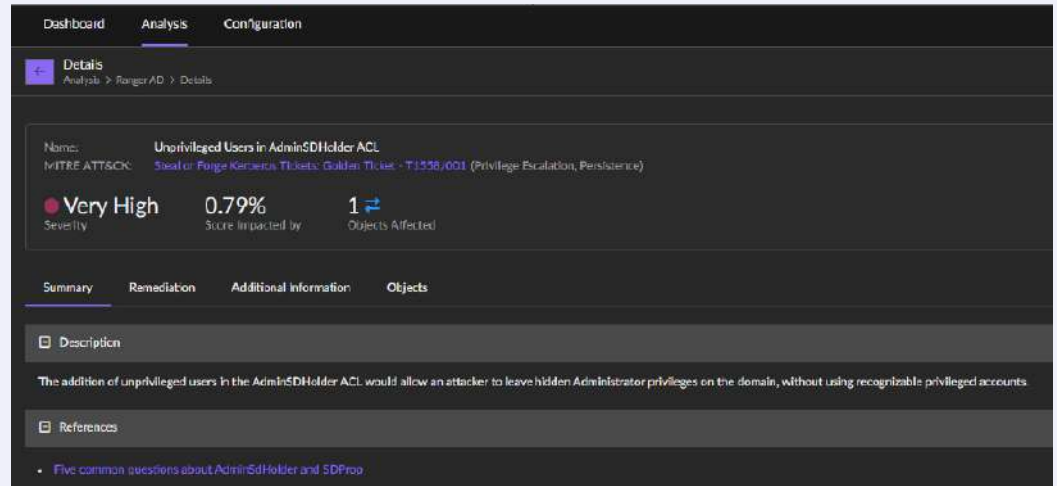 Dashboard Analysis Configuration
Details
Analysis > Ranger AD > Details
Name: Unprivileged Users in AdminSDHolder ACL
MITRE ATT&CK: Steal or Forge Kerberos Tickets: Golden Ticket - T1558/001 (Privilege Escalation, Persistence)
Very High 0.79% 1
Severity Score Impacted by Objects Affected
Summary Remediation Additional Information Objects
Description
The addition of unprivileged users in the AdminSDHolder ACL would allow an attacker to leave hidden Administrator privileges on the domain, without using recognizable privileged accounts.
References
• Five common questions about AdminSdHolder and SDProp